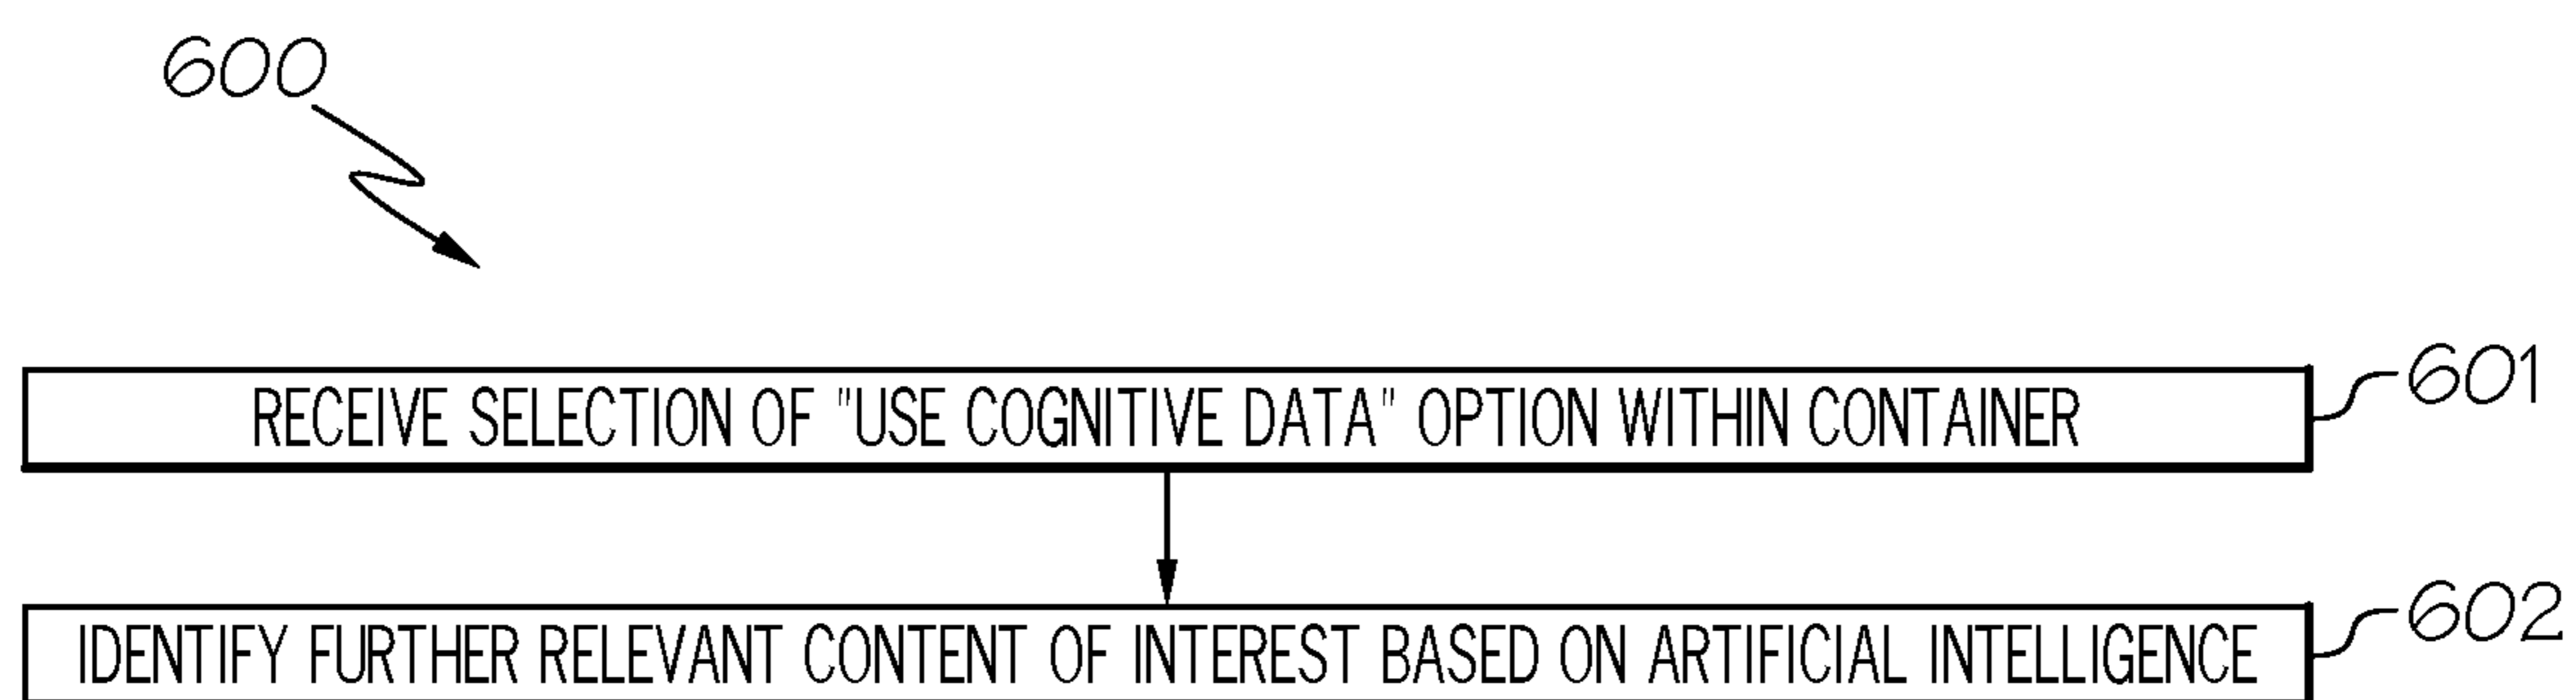 600
RECEIVE SELECTION OF "USE COGNITIVE DATA" OPTION WITHIN CONTAINER
601
IDENTIFY FURTHER RELEVANT CONTENT OF INTEREST BASED ON ARTIFICIAL INTELLIGENCE
602